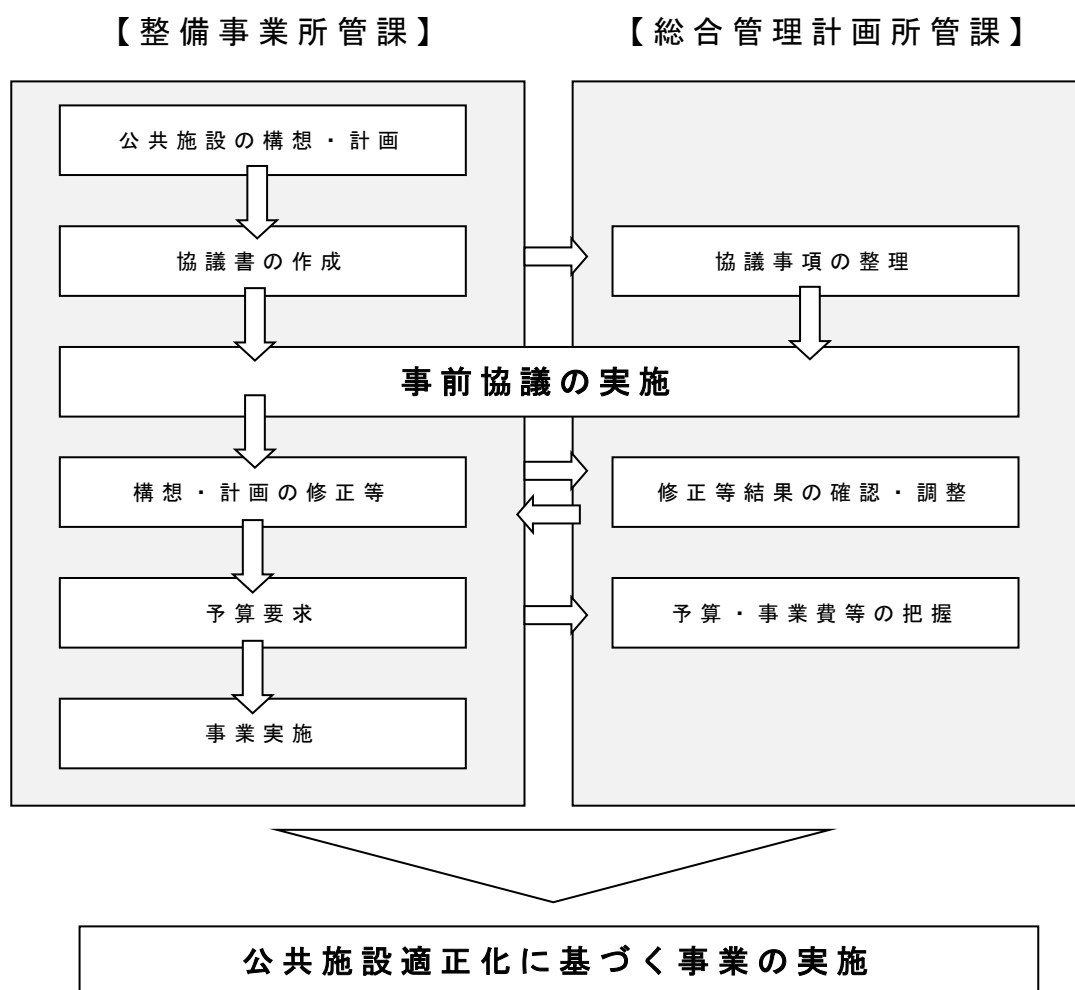 【整備事業所管課】
【総合管理計画所管課】
公共施設の構想・計画
協議書の作成
協議事項の整理
事前協議の実施
構想・計画の修正等
修正等結果の確認・調整
予算要求
予算・事業費等の把握
事業実施
公共施設適正化に基づく事業の実施